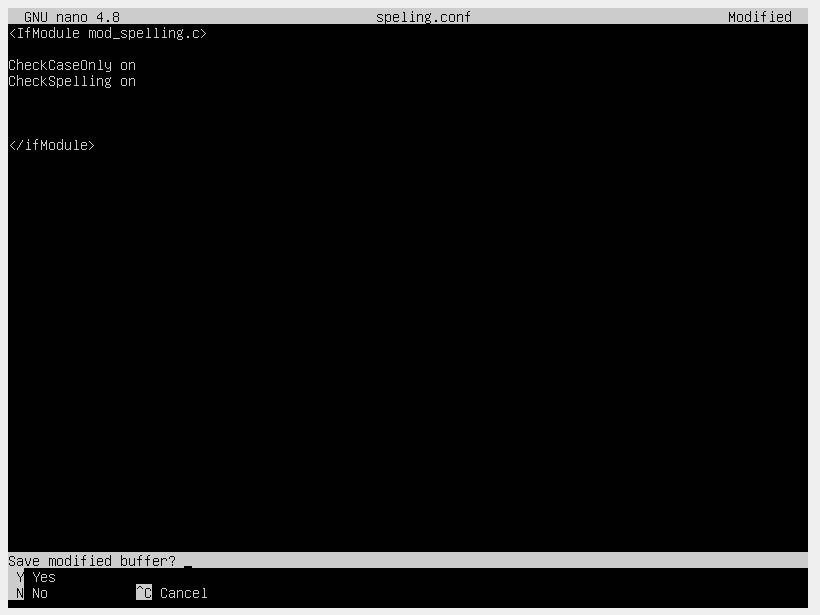 GNU nano 4.8 speling.conf Modified
<IfModule mod_spelling.c>
CheckCaseOnly on
CheckSpelling on
</ifModule>
Save modified buffer?
Y Yes
N No ^C Cancel